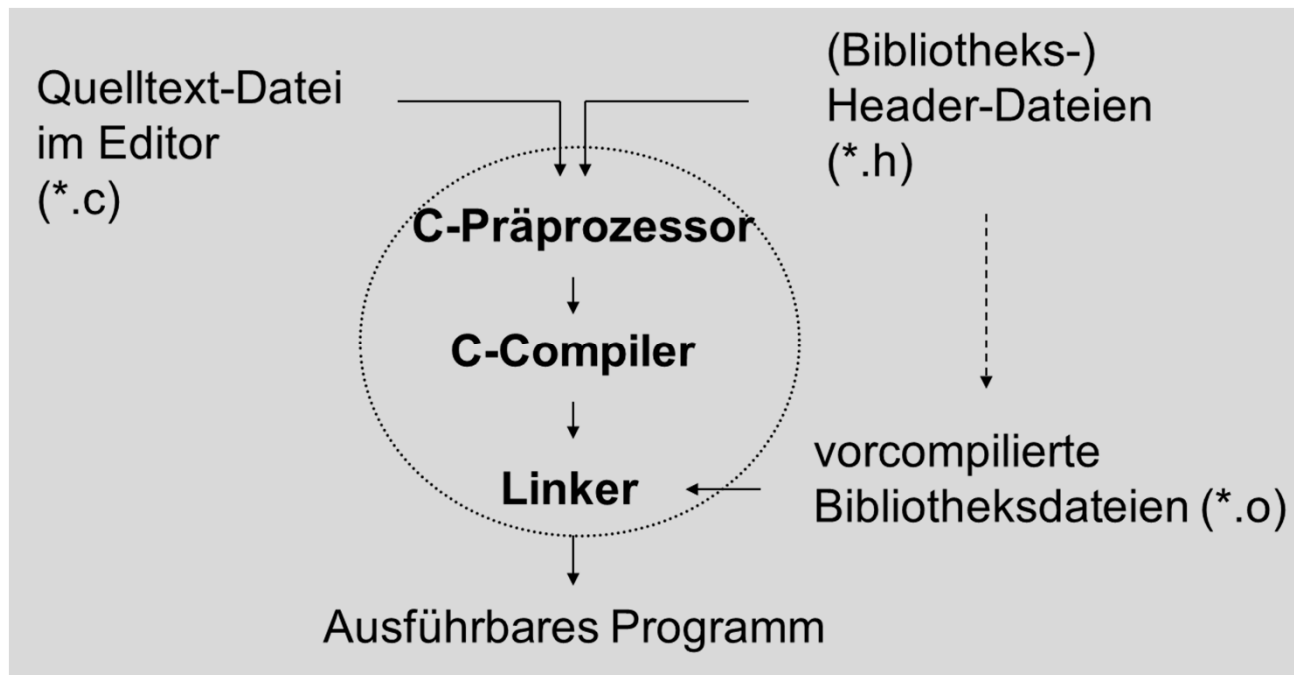 Quelltext-Datei
im Editor
(*.c)
(Bibliotheks-)
Header-Dateien
(*.h)
C-Präprozessor
C-Compiler
Linker
vorcompilierte
Bibliotheksdateien (*.o)
Ausführbares Programm